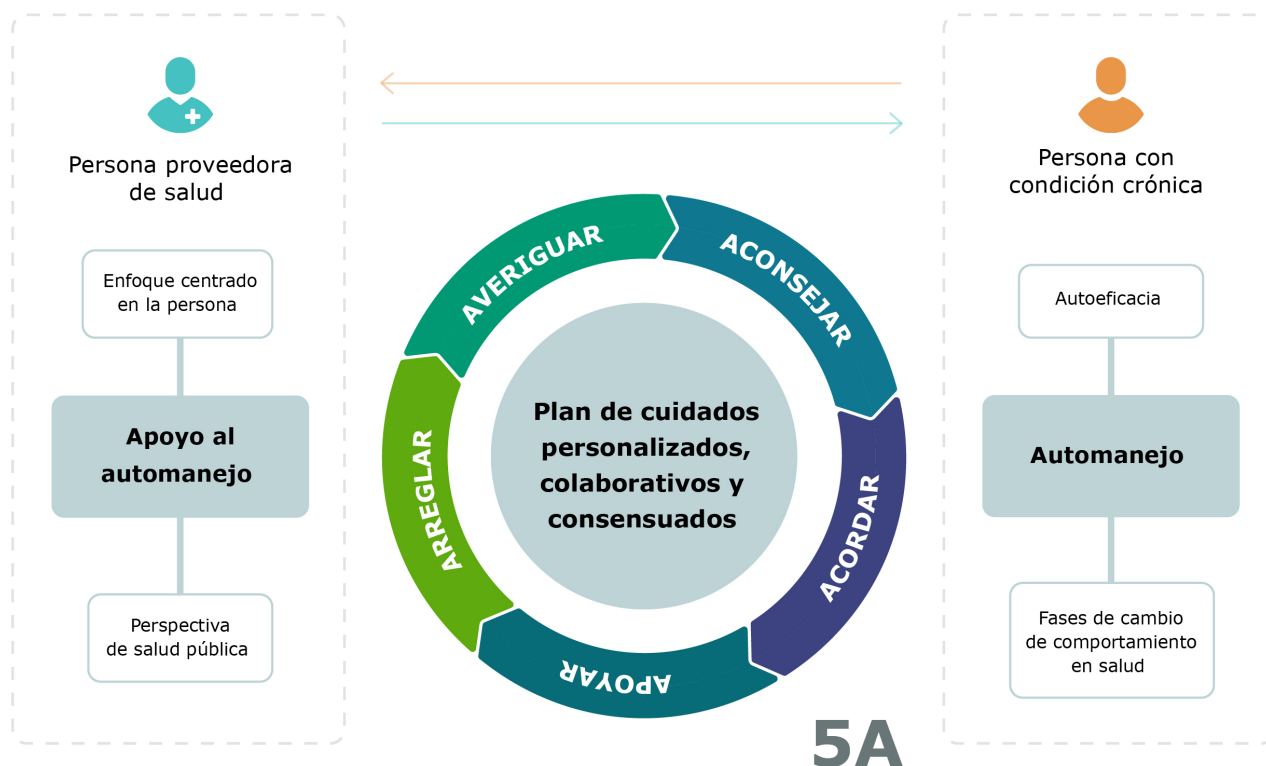 Persona proveedora
de salud
Enfoque centrado
en la persona
Apoyo al
automanejo
Perspectiva
de salud pública
AVERIGUAR
ACONSEJAR
ACORDAR
APOYAR
ARREGLAR
Plan de cuidados
personalizados,
colaborativos y
consensuados
5A
Persona con
condición crónica
Autoeficacia
Automanejo
Fases de cambio
de comportamiento
en salud